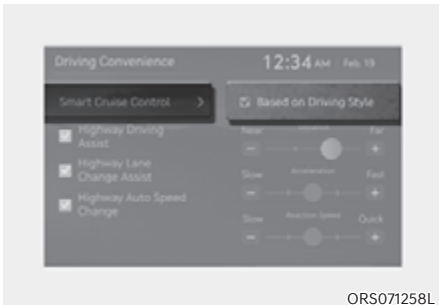 Driving Convenience 12:34 AM Feb. 19
Smart Cruise Control > Based on Driving Style
Highway Driving
Assist
Near Distance Far
Highway Lane
Change Assist
Slow Acceleration Fast
Highway Auto Speed
Change
Slow Reaction Speed Quick
ORS071258L